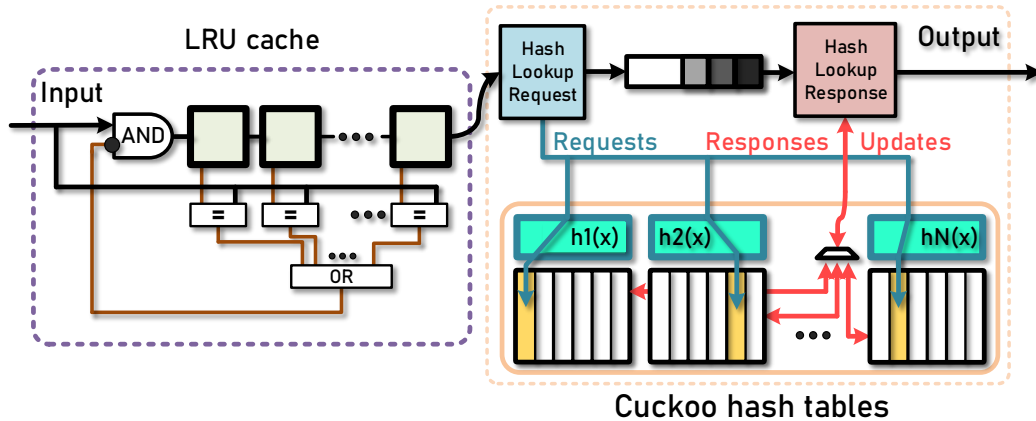 LRU cache
Input
AND
=
=
=
OR
Hash
Lookup
Request
Hash
Lookup
Response
Output
Requests
Responses
Updates
h1(x)
h2(x)
hN(x)
Cuckoo hash tables